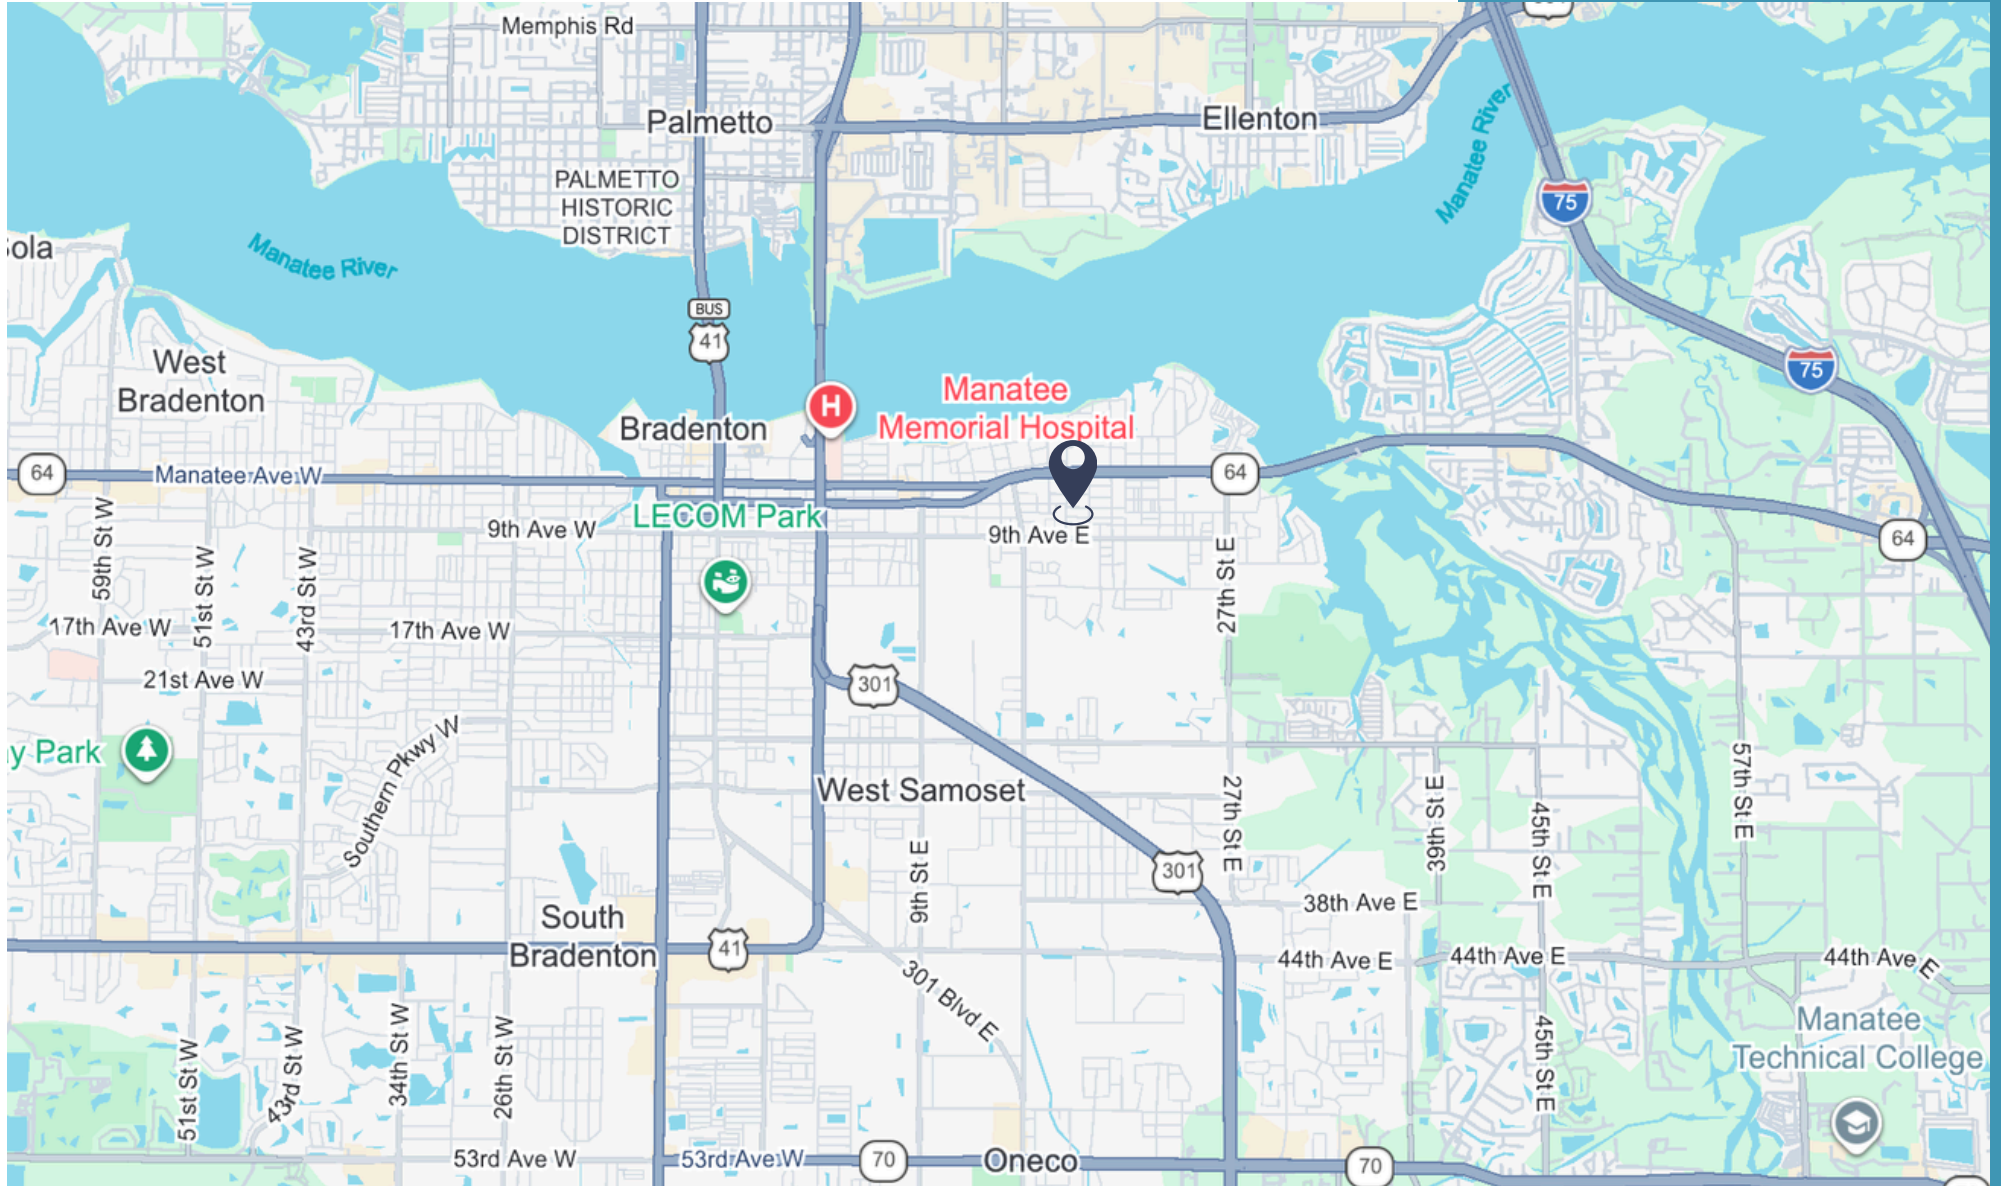 Memphis Rd
Palmetto
Ellenton
PALMETTO
HISTORIC
DISTRICT
Manatee River
75
Manatee River
BUS
41
75
West
Bradenton
Bradenton
H
Manatee
Memorial Hospital
64
Manatee Ave W
64
LECOM Park
9th Ave W
9th Ave E
64
59th St W
51st St W
43rd St W
27th St E
17th Ave W
17th Ave W
21st Ave W
301
y Park
Southern Pkwy W
West Samoset
57th St E
27th St E
39th St E
45th St E
9th St E
301
38th Ave E
South
Bradenton
41
44th Ave E
44th Ave E
44th Ave E
301 Blvd E
51st St W
43rd St W
34th St W
26th St W
45th St E
Manatee
Technical College
53rd Ave W
53rd Ave W
70
Oneco
70